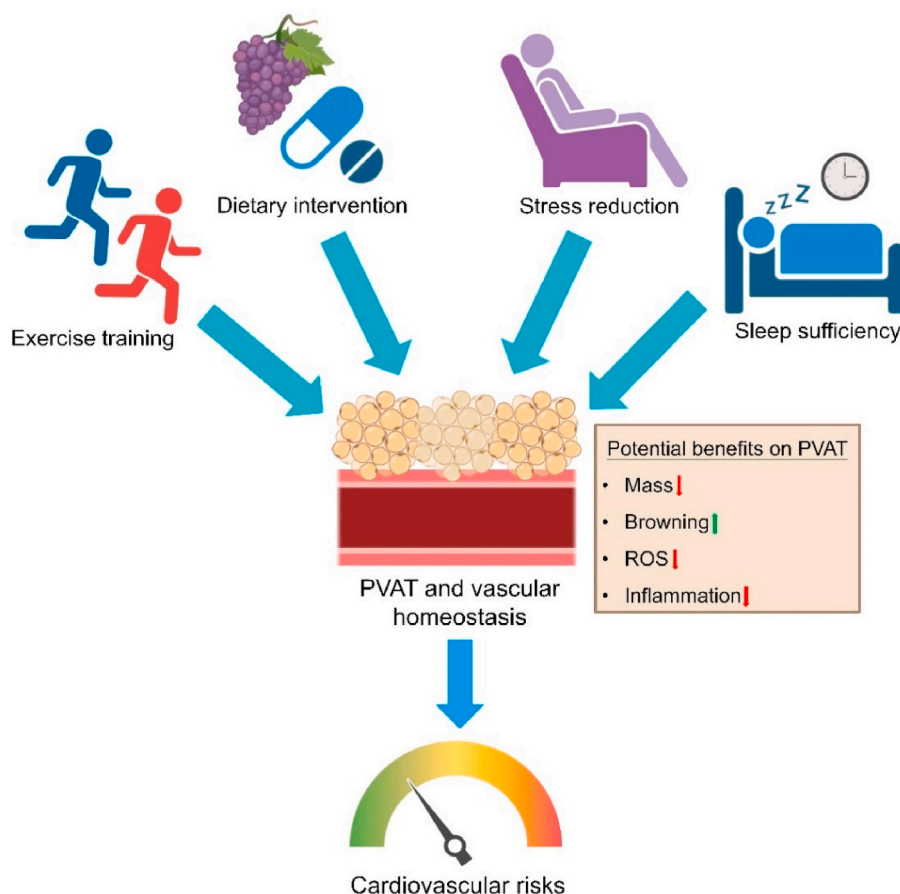 Dietary intervention
Stress reduction
zzz
Exercise training
Sleep sufficiency
Potential benefits on PVAT
• Mass↓
• Browning↑
• ROS↓
• Inflammation↓
PVAT and vascular
homeostasis
Cardiovascular risks